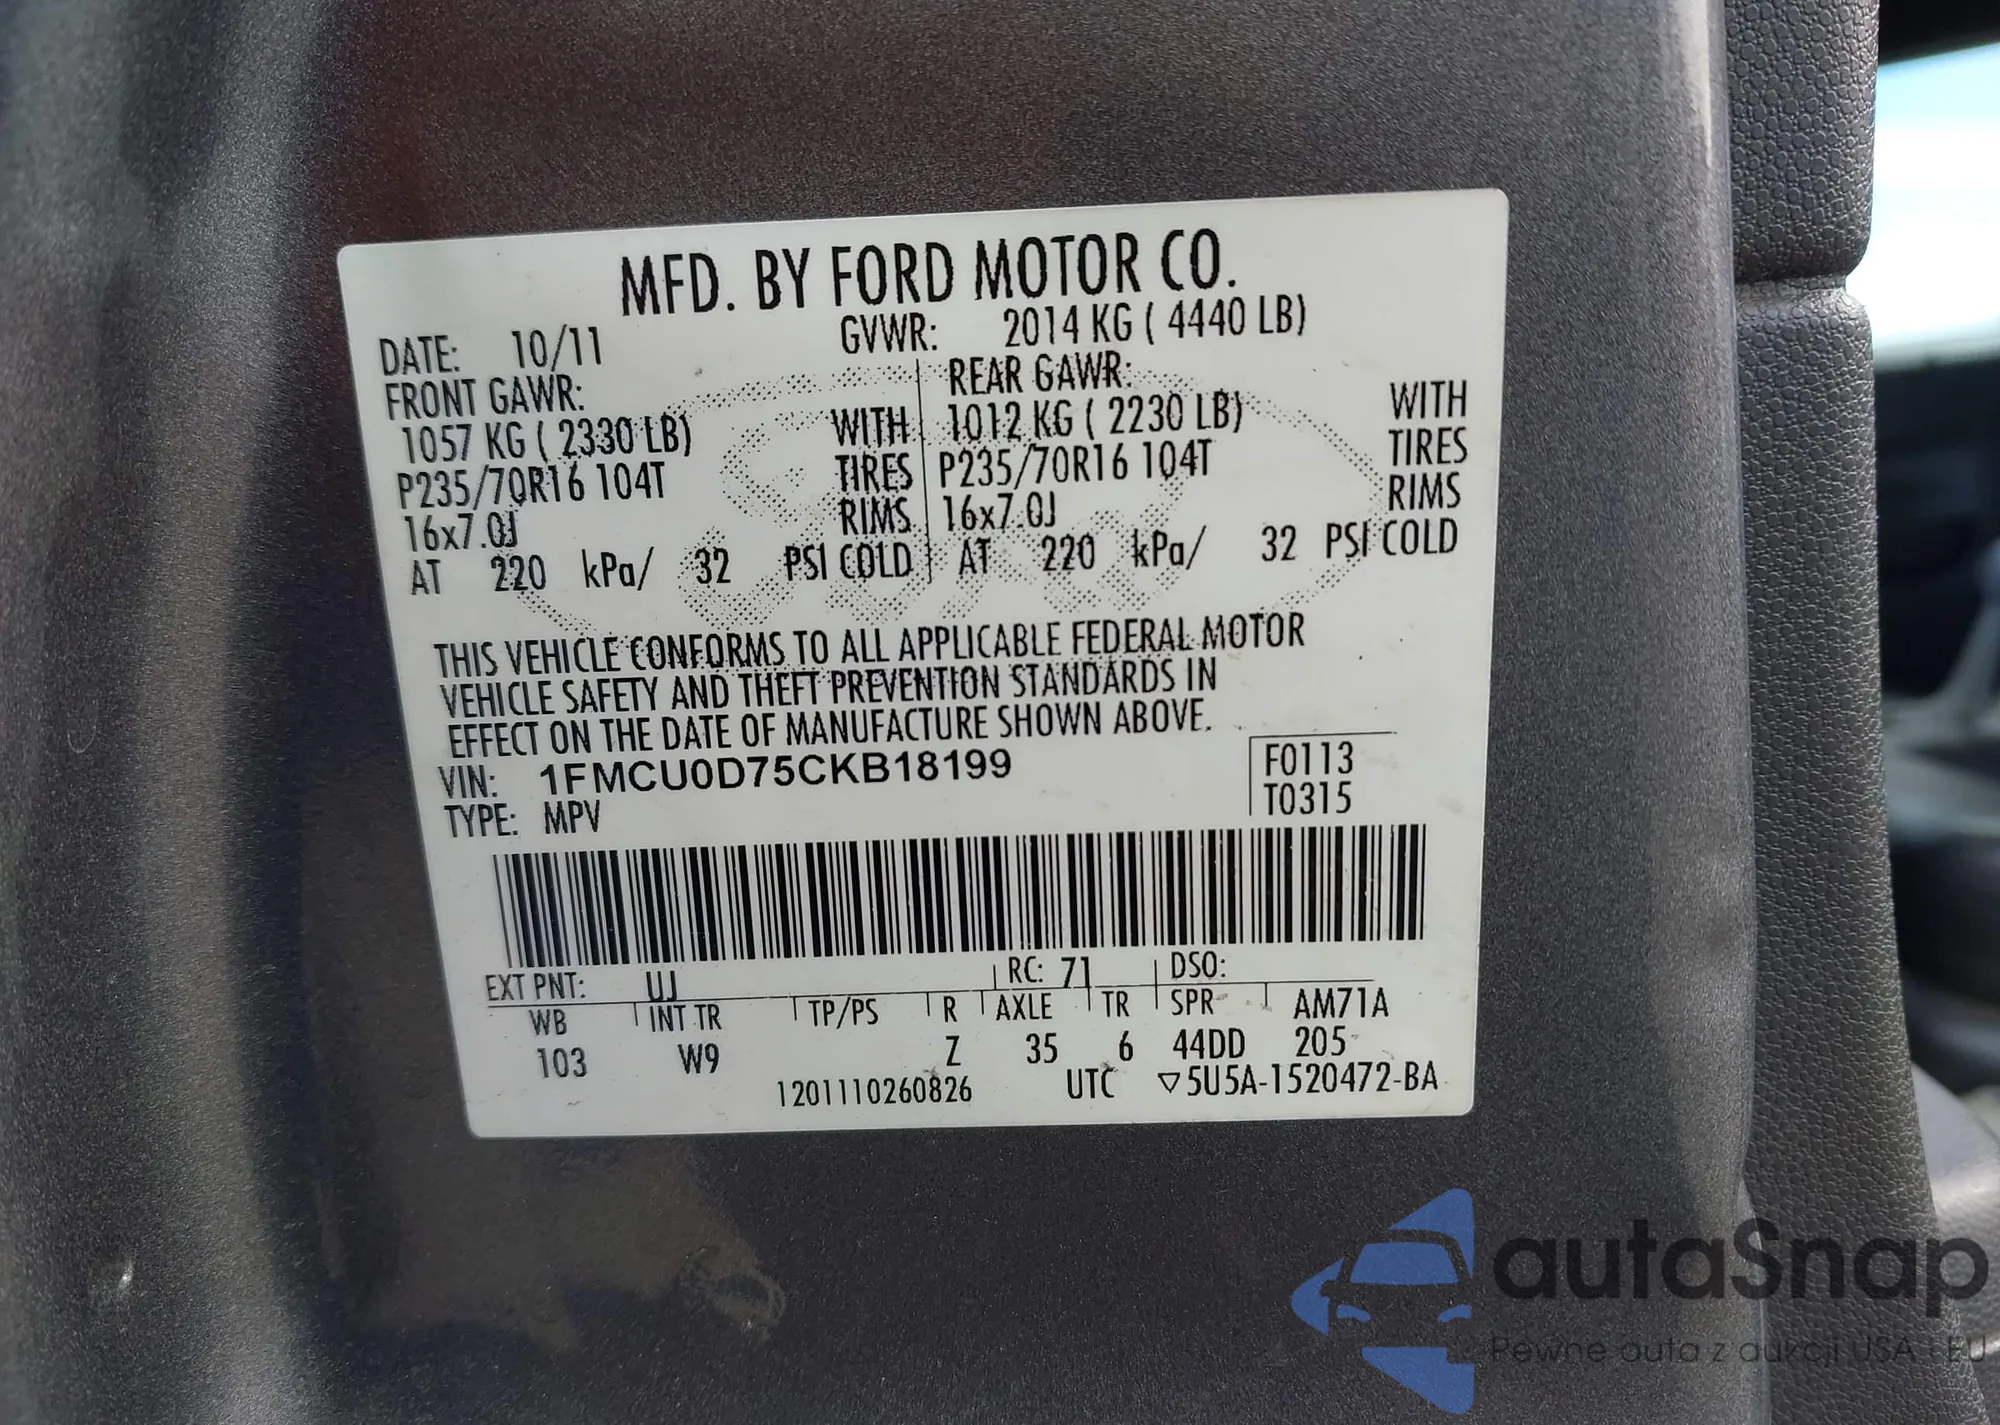 MFD. BY FORD MOTOR CO.
DATE: 10/11 GVWR: 2014 KG ( 4440 LB)
FRONT GAWR: REAR GAWR:
1057 KG ( 2330 LB) WITH 1012 KG ( 2230 LB) WITH
P235/70R16 104T TIRES P235/70R16 104T TIRES
16x7.0J RIMS 16x7.0J RIMS
AT 220 kPa/ 32 PSI COLD AT 220 kPa/ 32 PSI COLD
THIS VEHICLE CONFORMS TO ALL APPLICABLE FEDERAL MOTOR
VEHICLE SAFETY AND THEFT PREVENTION STANDARDS IN
EFFECT ON THE DATE OF MANUFACTURE SHOWN ABOVE.
VIN: 1FMCU0D75CKB18199 F0113
TYPE: MPV T0315
EXT PNT: UJ RC: 71 DSO:
WB INT TR TP/PS R AXLE TR SPR AM71A
103 W9 Z 35 6 44DD 205
1201110260826 UTC ▽5U5A-1520472-BA
autaSnap
Pewne auta z aukcji USA i EU